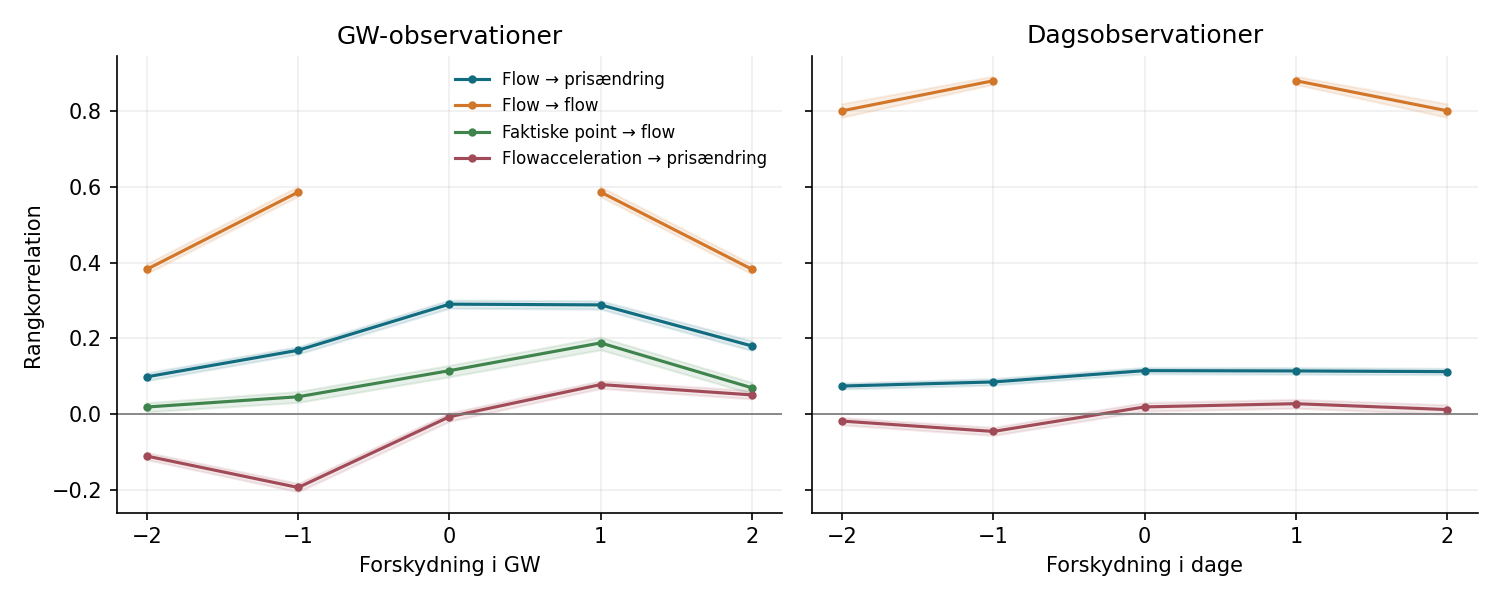 GW-observationer
Dagsobservationer
Flow → prisændring
Flow → flow
Faktiske point → flow
Flowacceleration → prisændring
Rangkorrelation
0.8
0.6
0.4
0.2
0.0
−0.2
−2 −1 0 1 2
−2 −1 0 1 2
Forskydning i GW
Forskydning i dage